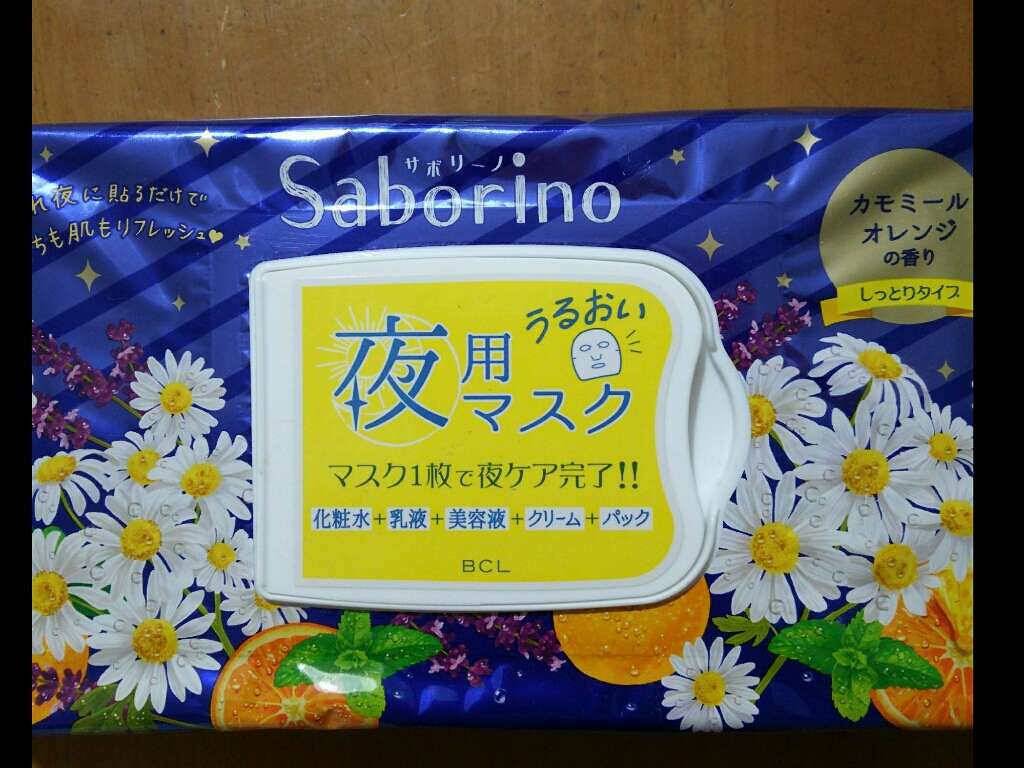 サボリーノ
Saborino
夜に貼るだけで
も肌もリフレッシュ
カモミール
オレンジ
の香り
しっとりタイプ
うるおい
夜用
マスク
マスク1枚で夜ケア完了!!
化粧水+乳液+美容液+クリーム+パック
BCL